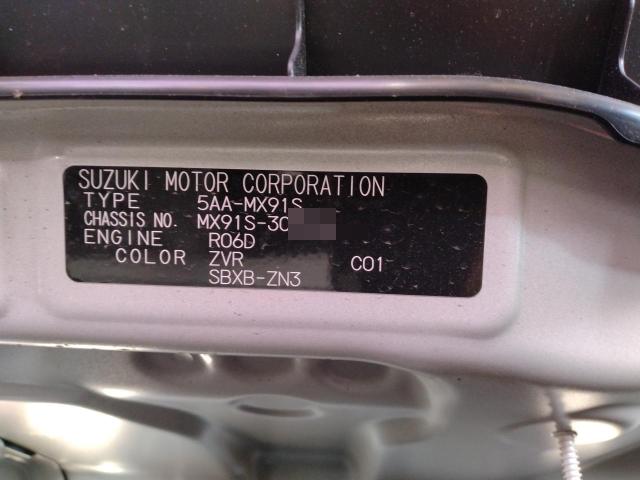 SUZUKI MOTOR CORPORATION
TYPE 5AA-MX91S
CHASSIS NO. MX91S-30
ENGINE R06D
COLOR ZVR C01
SBXB-ZN3